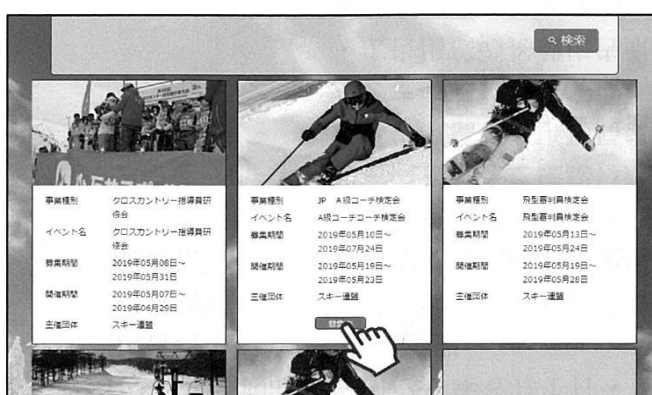 検索
事業種別 クロスカントリー指導員研
修会
イベント名 クロスカントリー指導員研
修会
募集期間 2019年05月06日～
2019年05月31日
開催期間 2019年05月07日～
2019年06月29日
主催団体 スキー連盟
事業種別 JP A級コーチ検定会
イベント名 A級コーチコーチ検定会
募集期間 2019年05月10日～
2019年07月24日
開催期間 2019年05月19日～
2019年05月23日
主催団体 スキー連盟
事業種別 飛型審判員検定会
イベント名 飛型審判員検定会
募集期間 2019年05月13日～
2019年05月24日
開催期間 2019年05月19日～
2019年05月26日
主催団体 スキー連盟